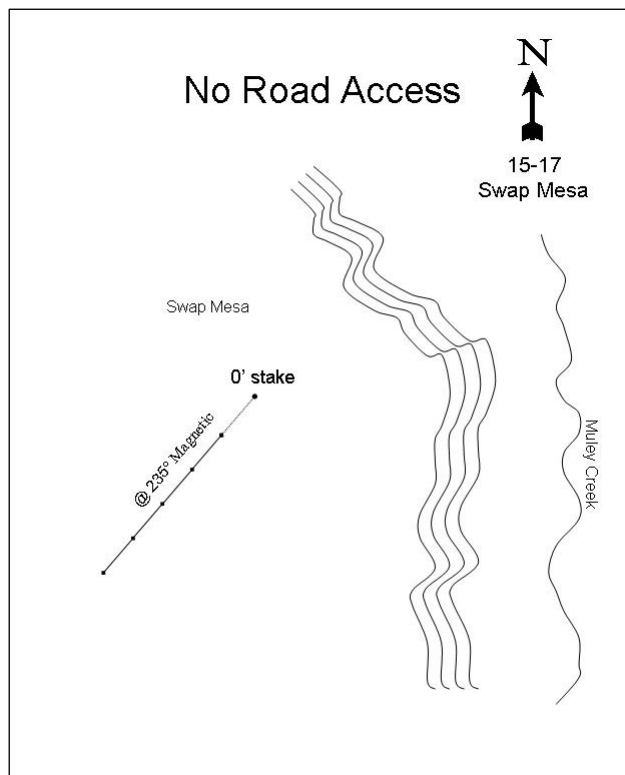 N
No Road Access
15-17
Swap Mesa
Swap Mesa
0' stake
@ 235° Magnetic
Muley Creek